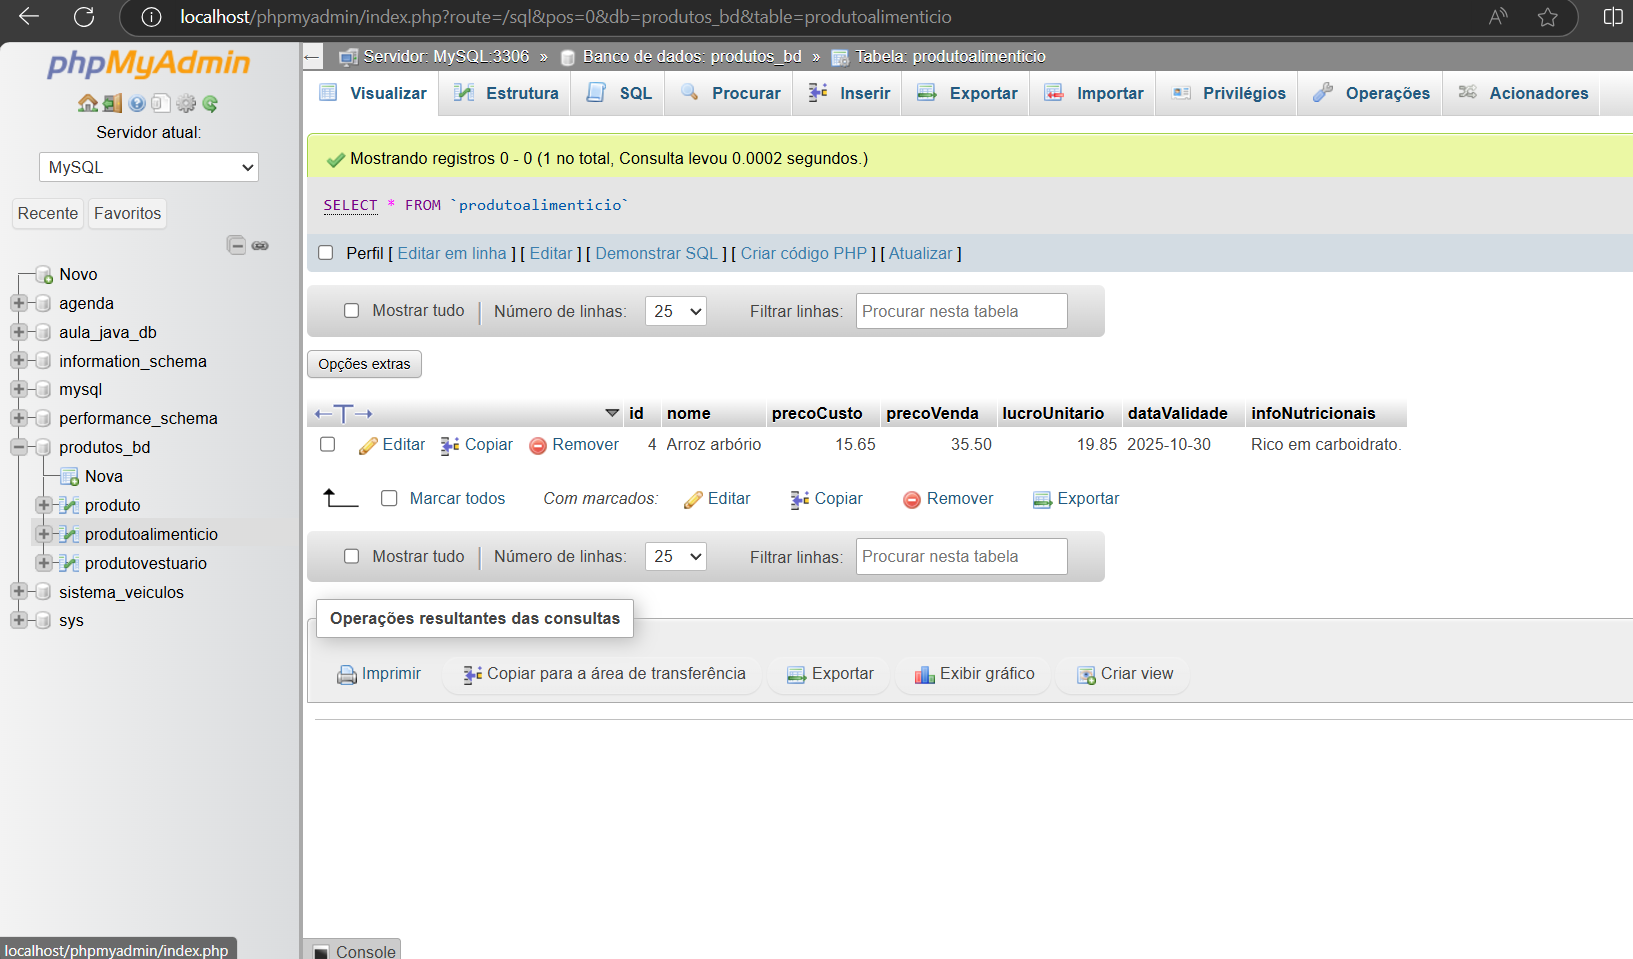 localhost/phpmyadmin/index.php?route=/sql&pos=0&db=produtos_bd&table=produtoalimenticio
phpMyAdmin
Servidor atual:
MySQL
Recente Favoritos
Novo
agenda
aula_java_db
information_schema
mysql
performance_schema
produtos_bd
Nova
produto
produtoalimenticio
produtovestuario
sistema_veiculos
sys
localhost/phpmyadmin/index.php
Servidor: MySQL:3306 » Banco de dados: produtos_bd » Tabela: produtoalimenticio
Visualizar Estrutura SQL Procurar Inserir Exportar Importar Privilégios Operações Acionadores
Mostrando registros 0 - 0 (1 no total, Consulta levou 0.0002 segundos.)
SELECT * FROM `produtoalimenticio`
Perfil [ Editar em linha ] [ Editar ] [ Demonstrar SQL ] [ Criar código PHP ] [ Atualizar ]
Mostrar tudo Número de linhas: 25 Filtrar linhas: Procurar nesta tabela
Opções extras
id nome precoCusto precoVenda lucroUnitario dataValidade infoNutricionais
Editar Copiar Remover 4 Arroz arbório 15.65 35.50 19.85 2025-10-30 Rico em carboidrato.
Marcar todos Com marcados: Editar Copiar Remover Exportar
Mostrar tudo Número de linhas: 25 Filtrar linhas: Procurar nesta tabela
Operações resultantes das consultas
Imprimir Copiar para a área de transferência Exportar Exibir gráfico Criar view
Console